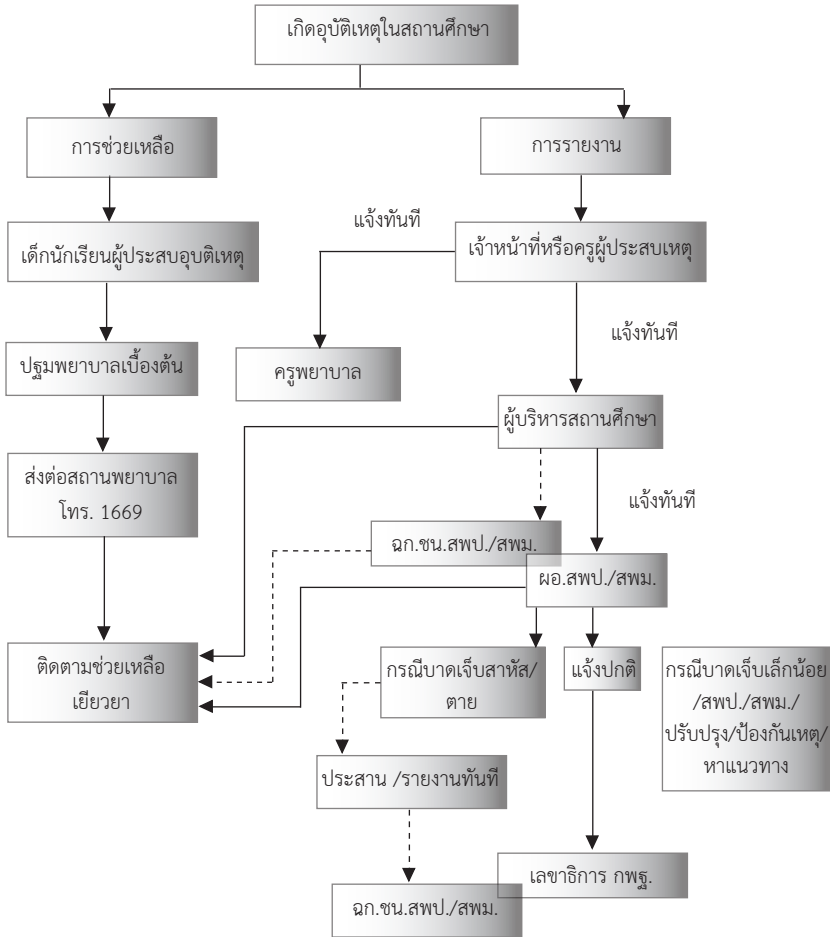 เกิดอุบัติเหตุในสถานศึกษา
การช่วยเหลือ
การรายงาน
แจ้งทันที
เด็กนักเรียนผู้ประสบอุบติเหตุ
เจ้าหน้าที่หรือครูผู้ประสบเหตุ
แจ้งทันที
ปฐมพยาบาลเบื้องต้น
ครูพยาบาล
ผู้บริหารสถานศึกษา
ส่งต่อสถานพยาบาล
โทร. 1669
แจ้งทันที
ฉก.ชน.สพป./สพม.
ผอ.สพป./สพม.
ติดตามช่วยเหลือ
เยียวยา
กรณีบาดเจ็บสาหัส/
ตาย
แจ้งปกติ
กรณีบาดเจ็บเล็กน้อย
/สพป./สพม./
ปรับปรุง/ป้องกันเหตุ/
หาแนวทาง
ประสาน /รายงานทันที
เลขาธิการ กพฐ.
ฉก.ชน.สพป./สพม.